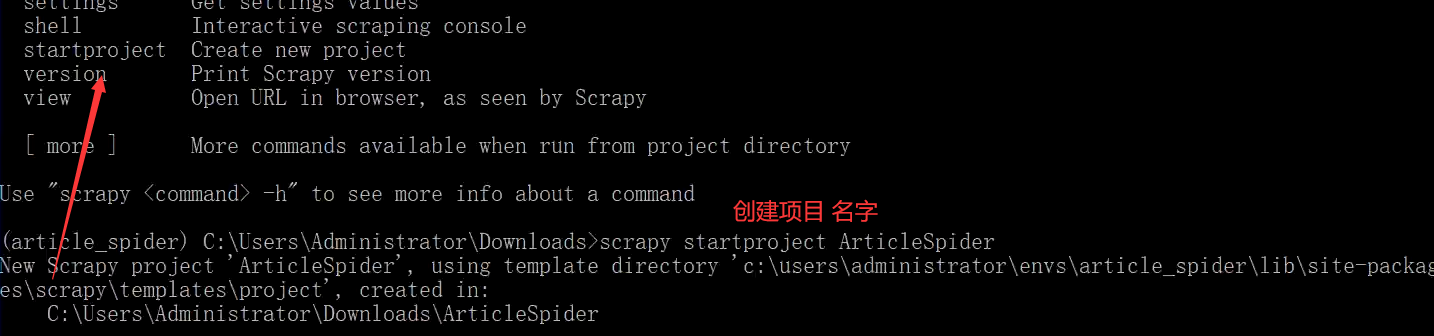 settings Get settings values
shell Interactive scraping console
startproject Create new project
version Print Scrapy version
view Open URL in browser, as seen by Scrapy
[ more ] More commands available when run from project directory
Use "scrapy <command> -h" to see more info about a command
创建项目 名字
(article_spider) C:\Users\Administrator\Downloads>scrapy startproject ArticleSpider
New Scrapy project 'ArticleSpider', using template directory 'c:\users\administrator\envs\article_spider\lib\site-packag
es\scrapy\templates\project', created in:
C:\Users\Administrator\Downloads\ArticleSpider